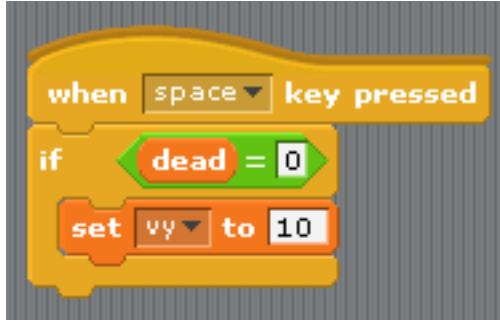 when space key pressed
if dead = 0
set vy to 10